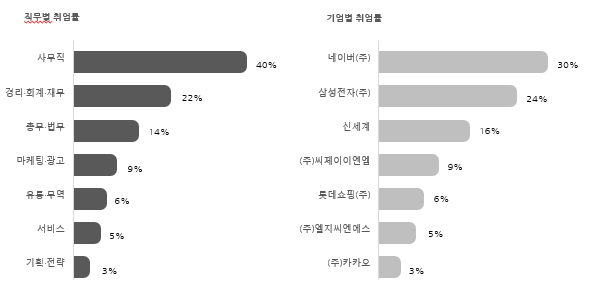 직무별 취업률
사무직 40%
경리·회계·재무 22%
총무·법무 14%
마케팅·광고 9%
유통·무역 6%
서비스 5%
기획·전략 3%
기업별 취업률
네이버(주) 30%
삼성전자(주) 24%
신세계 16%
(주)씨제이이엔엠 9%
롯데쇼핑(주) 6%
(주)엘지씨엔에스 5%
(주)카카오 3%